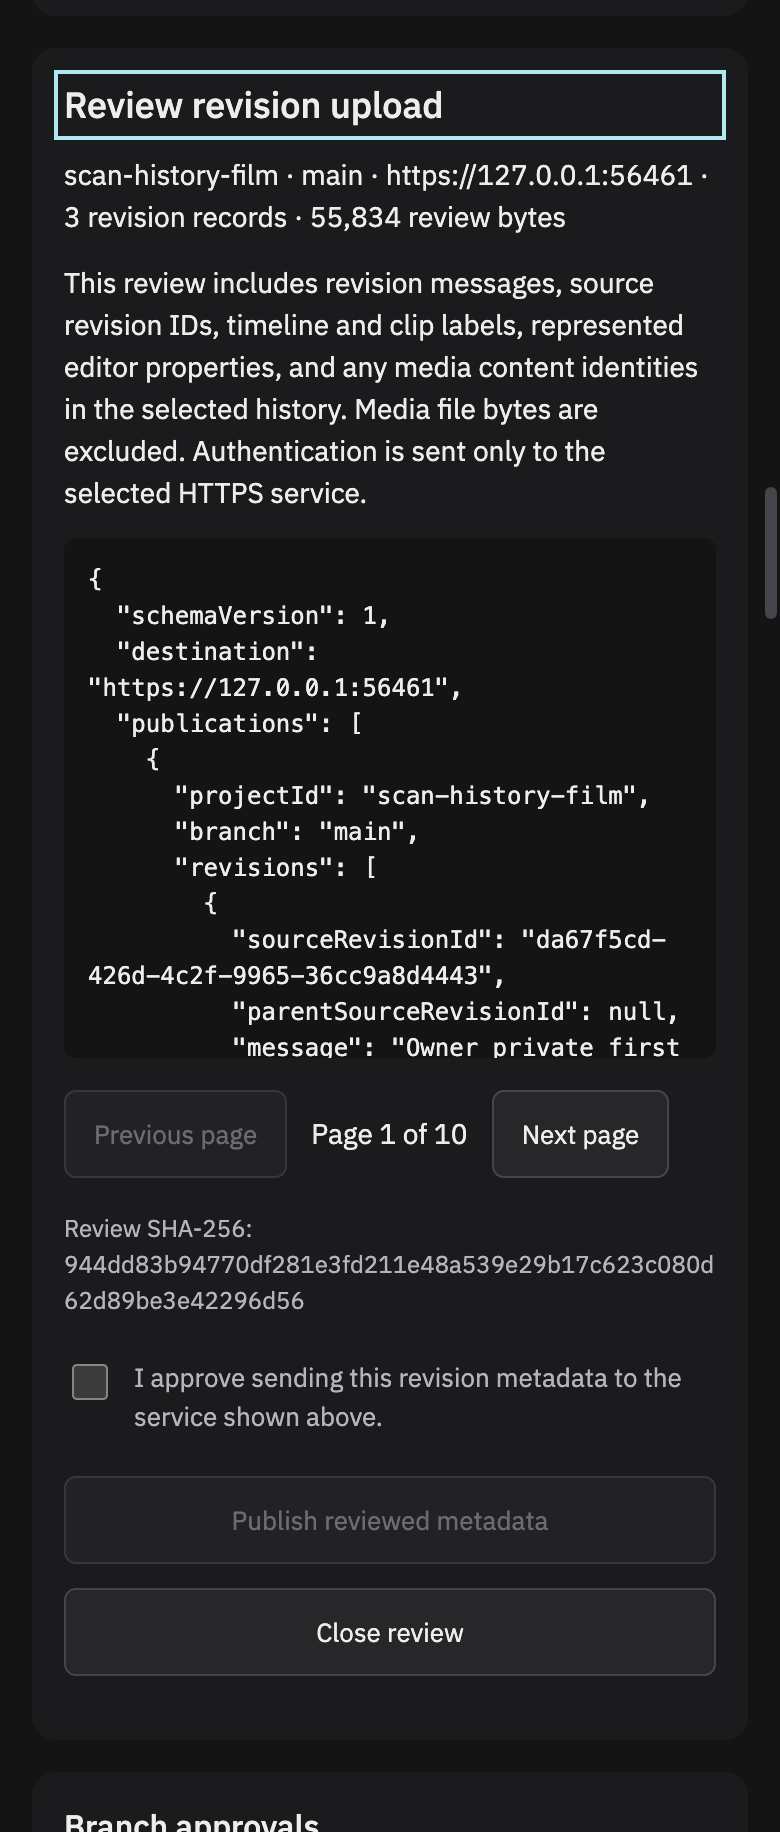 Review revision upload
scan-history-film · main · https://127.0.0.1:56461 ·
3 revision records · 55,834 review bytes
This review includes revision messages, source
revision IDs, timeline and clip labels, represented
editor properties, and any media content identities
in the selected history. Media file bytes are
excluded. Authentication is sent only to the
selected HTTPS service.
{
  "schemaVersion": 1,
  "destination":
"https://127.0.0.1:56461",
  "publications": [
    {
      "projectId": "scan-history-film",
      "branch": "main",
      "revisions": [
        {
          "sourceRevisionId": "da67f5cd-
426d-4c2f-9965-36cc9a8d4443",
          "parentSourceRevisionId": null,
          "message": "Owner private first
Previous page
Page 1 of 10
Next page
Review SHA-256:
944dd83b94770df281e3fd211e48a539e29b17c623c080d
62d89be3e42296d56
I approve sending this revision metadata to the
service shown above.
Publish reviewed metadata
Close review
Branch approvals